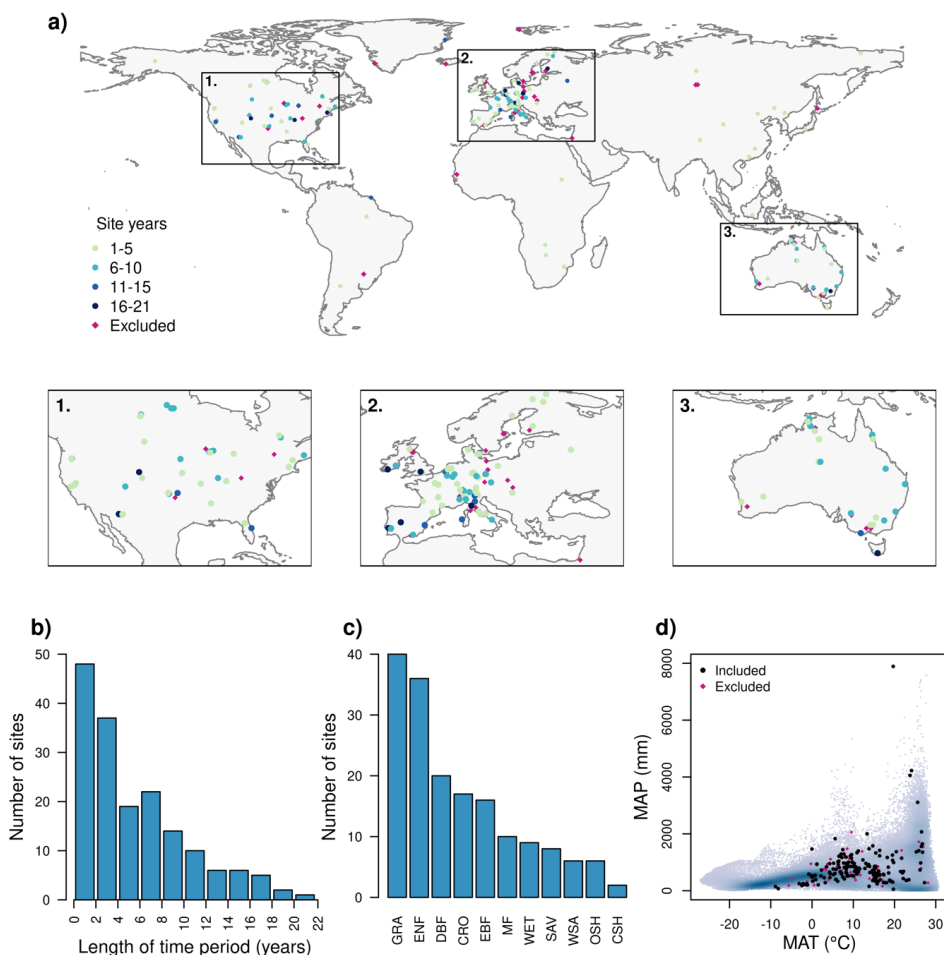 a)
1.
2.
3.
Site years
1-5
6-10
11-15
16-21
Excluded
1.
2.
3.
b)
Number of sites
50
40
30
20
10
0
0 2 4 6 8 10 12 14 16 18 20 22
Length of time period (years)
c)
Number of sites
40
30
20
10
0
GRA ENF DBF CRO EBF MF WET SAV WSA OSH CSH
d)
Included
Excluded
MAP (mm)
8000
6000
4000
2000
0
-20 -10 0 10 20 30
MAT (°C)